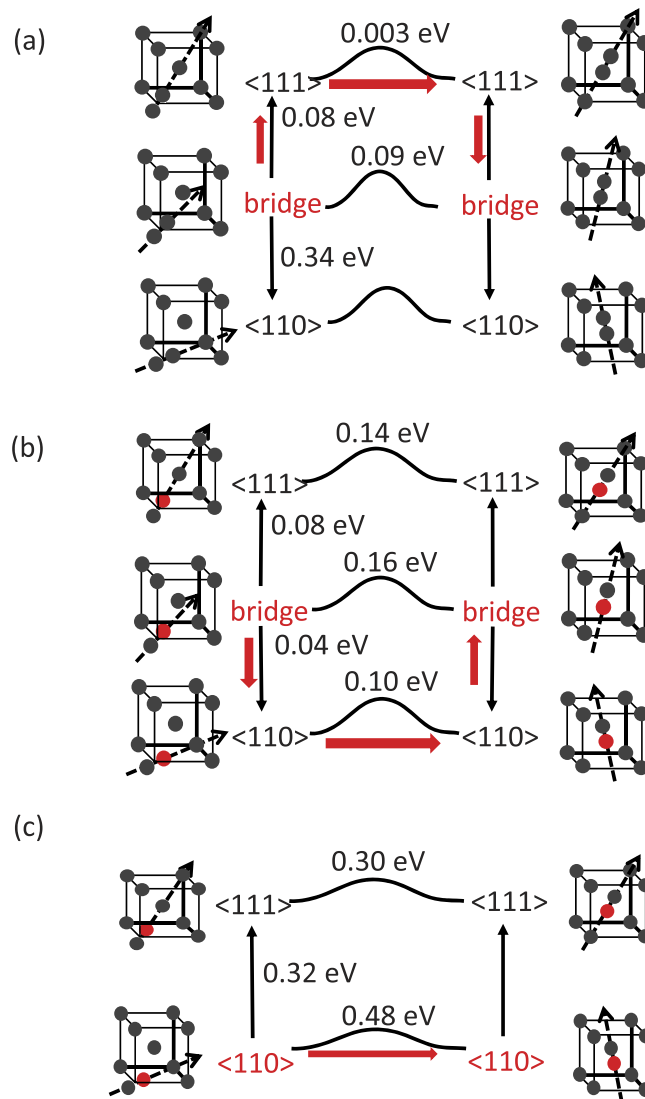 (a)
0.003 eV
<111> <111>
0.08 eV
0.09 eV
bridge bridge
0.34 eV
<110> <110>
(b)
0.14 eV
<111> <111>
0.08 eV
0.16 eV
bridge bridge
0.04 eV
0.10 eV
<110> <110>
(c)
0.30 eV
<111> <111>
0.32 eV
0.48 eV
<110> <110>